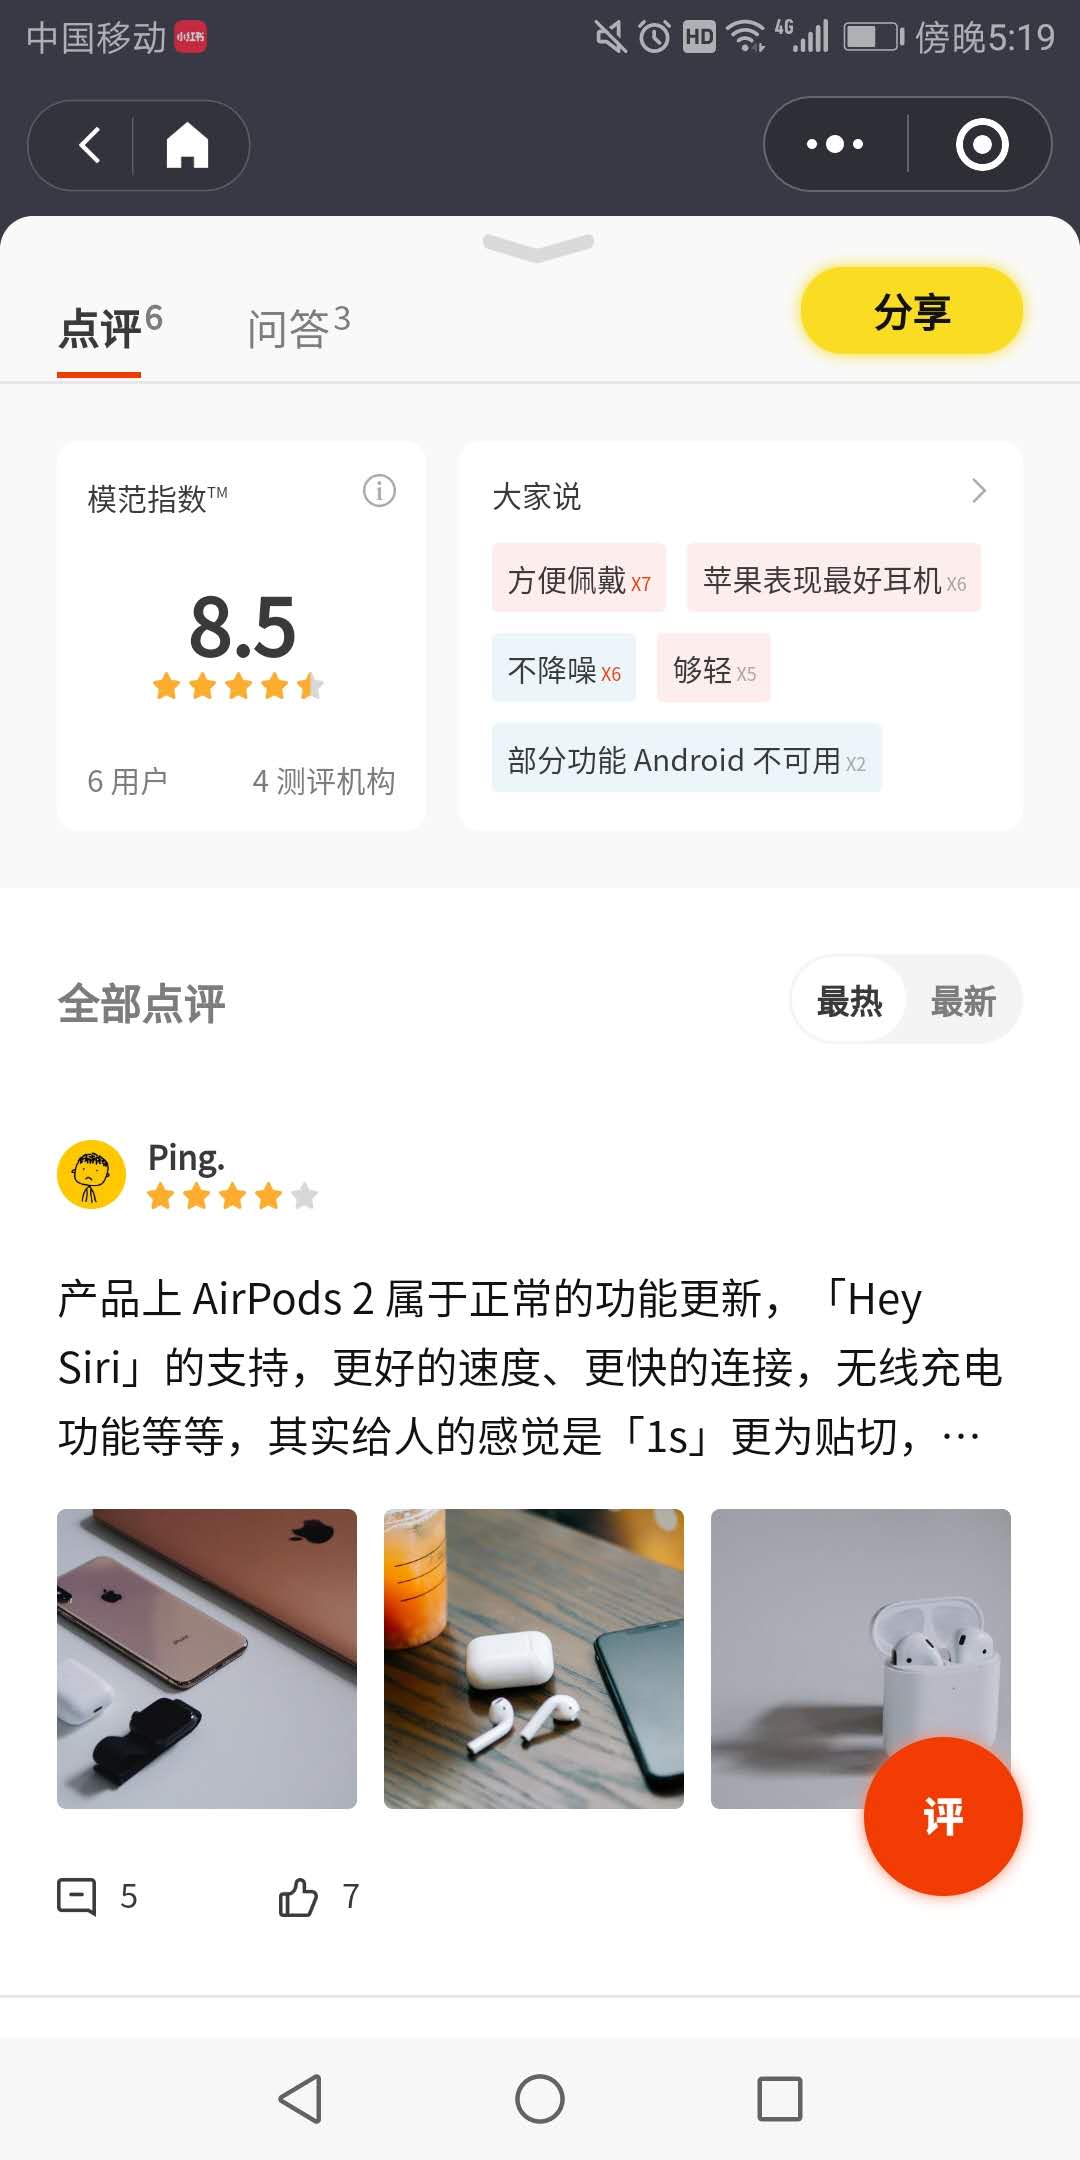 中国移动 小红书 HD 4G 傍晚5:19
点评6 问答3 分享
模范指数™
8.5
6 用户 4 测评机构
大家说
方便佩戴 X7 苹果表现最好耳机 X6
不降噪 X6 够轻 X5
部分功能 Android 不可用 X2
全部点评 最热 最新
Ping.
产品上 AirPods 2 属于正常的功能更新，「Hey
Siri」的支持，更好的速度、更快的连接，无线充电
功能等等，其实给人的感觉是「1s」更为贴切，…
评
5 7